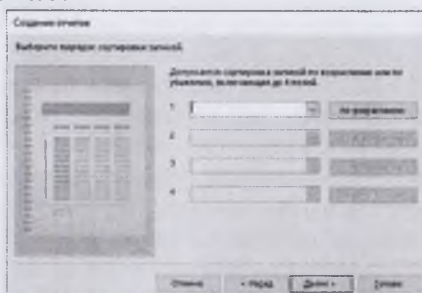 Создание отчетов
Выберите порядок сортировки записей.
Допускается сортировка записей по возрастанию или по
убыванию, включающая до 4 полей.
1
по возрастанию
2
3
4
Отмена
< Назад
Далее >
Готово